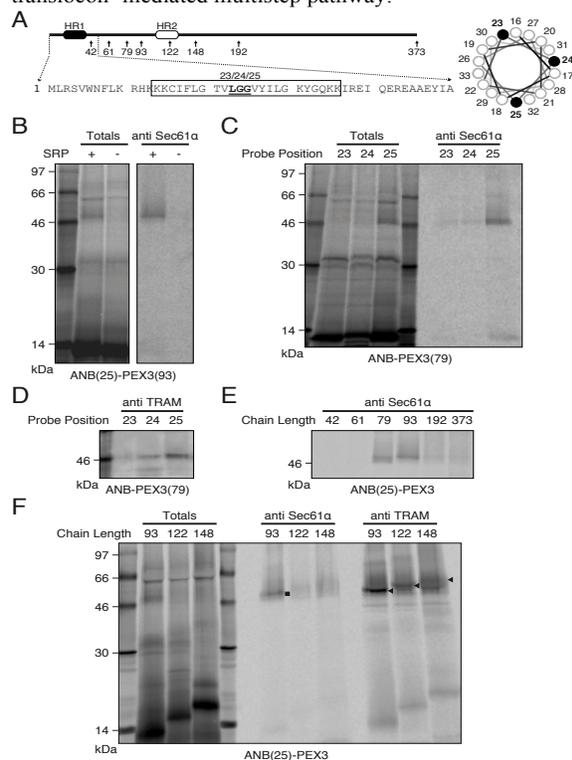 translocon-mediated multistep pathway.
A
HR1 HR2
42 61 79 93 122 148 192 373
23/24/25
1 MLRSVWNFLK RHKKKCIFLG TVLGGVYILG KYGQKKIREI QEREAAEYIA
23 16 27 20 31 24 17 28 21 32 25 18 29 22 33 26 19 30
B
Totals anti Sec61α
SRP + - + -
97
66
46
30
14
kDa
ANB(25)-PEX3(93)
C
Totals anti Sec61α
Probe Position 23 24 25 23 24 25
97
66
46
30
14
kDa
ANB-PEX3(79)
D
anti TRAM
Probe Position 23 24 25
46
kDa
ANB-PEX3(79)
E
anti Sec61α
Chain Length 42 61 79 93 192 373
46
kDa
ANB(25)-PEX3
F
Totals anti Sec61α anti TRAM
Chain Length 93 122 148 93 122 148 93 122 148
97
66
46
30
14
kDa
ANB(25)-PEX3